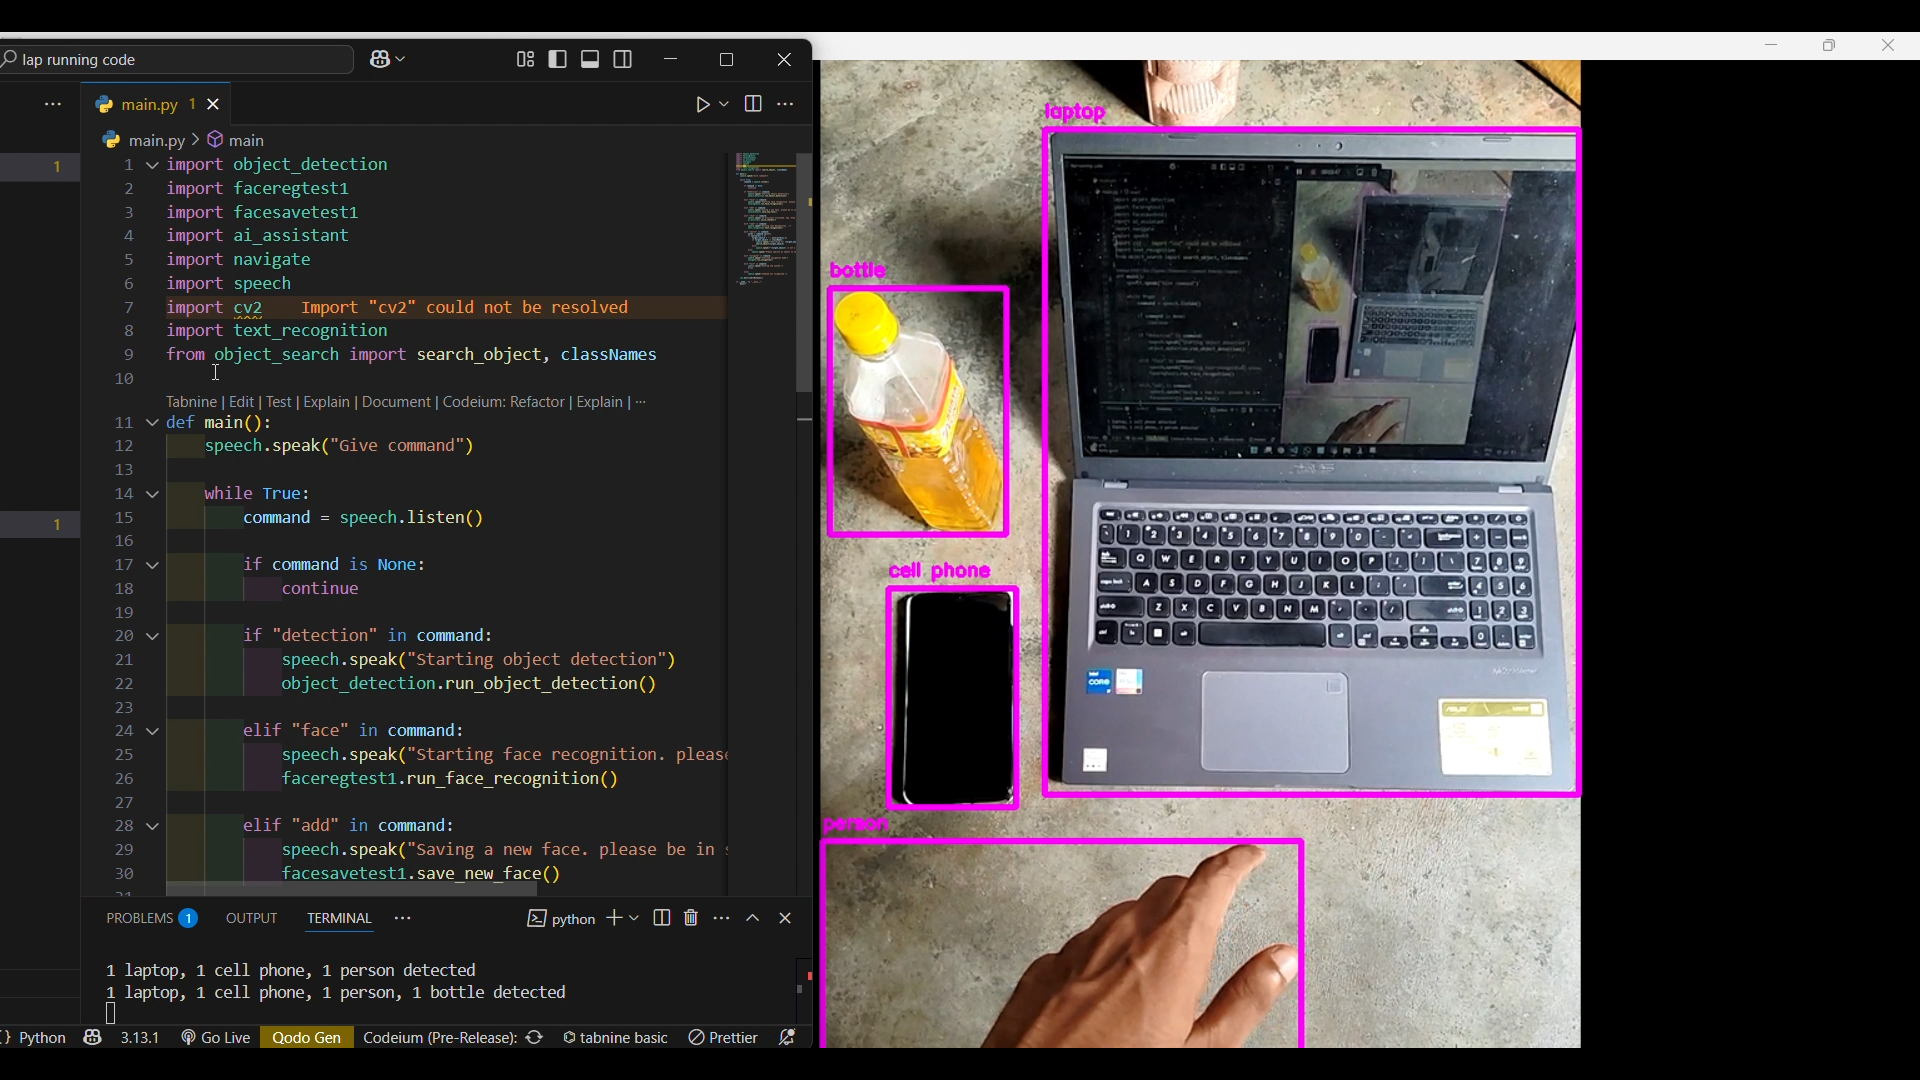 lap running code
main.py 1
main.py > main
1 import object_detection
2 import faceregtest1
3 import facesavetest1
4 import ai_assistant
5 import navigate
6 import speech
7 import cv2 Import "cv2" could not be resolved
8 import text_recognition
9 from object_search import search_object, classNames
10
Tabnine | Edit | Test | Explain | Document | Codeium: Refactor | Explain | ···
11 def main():
12 speech.speak("Give command")
13
14 while True:
15 command = speech.listen()
16
17 if command is None:
18 continue
19
20 if "detection" in command:
21 speech.speak("Starting object detection")
22 object_detection.run_object_detection()
23
24 elif "face" in command:
25 speech.speak("Starting face recognition. please
26 faceregtest1.run_face_recognition()
27
28 elif "add" in command:
29 speech.speak("Saving a new face. please be in
30 facesavetest1.save_new_face()
1
1
PROBLEMS 1 OUTPUT TERMINAL ··· python
1 laptop, 1 cell phone, 1 person detected
1 laptop, 1 cell phone, 1 person, 1 bottle detected
Python 3.13.1 Go Live Qodo Gen Codeium (Pre-Release): tabnine basic Prettier
laptop
bottle
cell phone
person
ASUS
intel
CORE